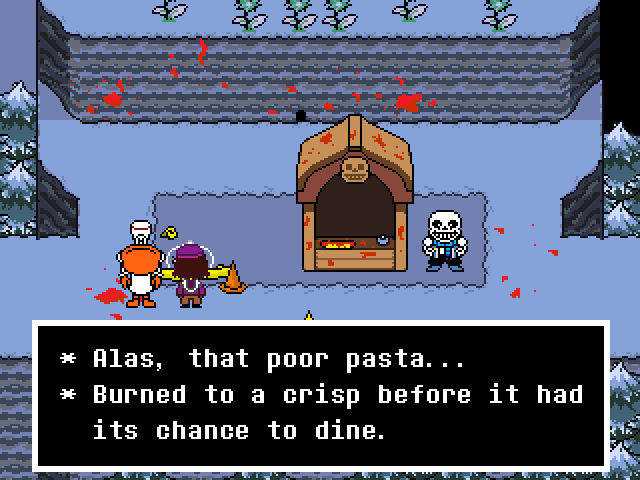 * Alas, that poor pasta...
* Burned to a crisp before it had
its chance to dine.